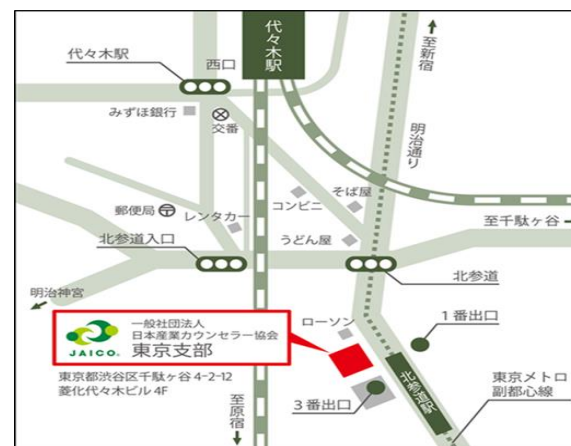 代々木駅
西口
代々木駅
至新宿
みずほ銀行
交番
明治通り
郵便局
レンタカー
コンビニ
そば屋
うどん屋
至千駄ヶ谷
北参道入口
北参道
明治神宮
ローソン
1番出口
JAICO.
一般社団法人
日本産業カウンセラー協会
東京支部
東京都渋谷区千駄ヶ谷 4-2-12
菱化代々木ビル 4F
至原宿
3番出口
北参道駅
東京メトロ
副都心線